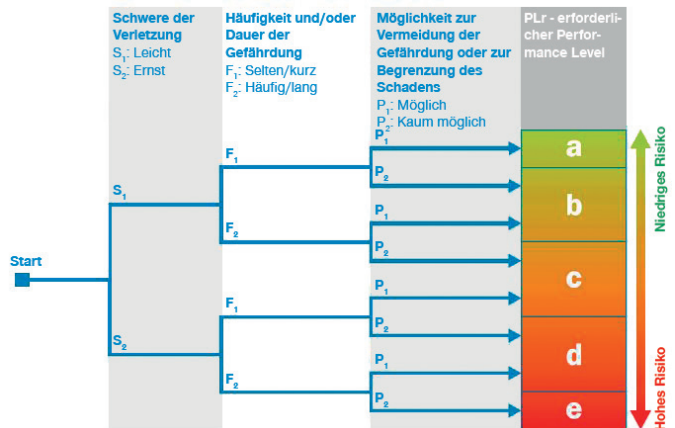 Schwere der
Verletzung
S₁: Leicht
S₂: Ernst
Häufigkeit und/oder
Dauer der
Gefährdung
F₁: Selten/kurz
F₂: Häufig/lang
Möglichkeit zur
Vermeidung der
Gefährdung oder zur
Begrenzung des
Schadens
P₁: Möglich
P₂: Kaum möglich
PLr - erforderli-
cher Perfor-
mance Level
Start
S₁
S₂
F₁
F₂
F₁
F₂
P₁
P₂
P₁
P₂
P₁
P₂
P₁
P₂
a
b
c
d
e
Niedriges Risiko
Hohes Risiko